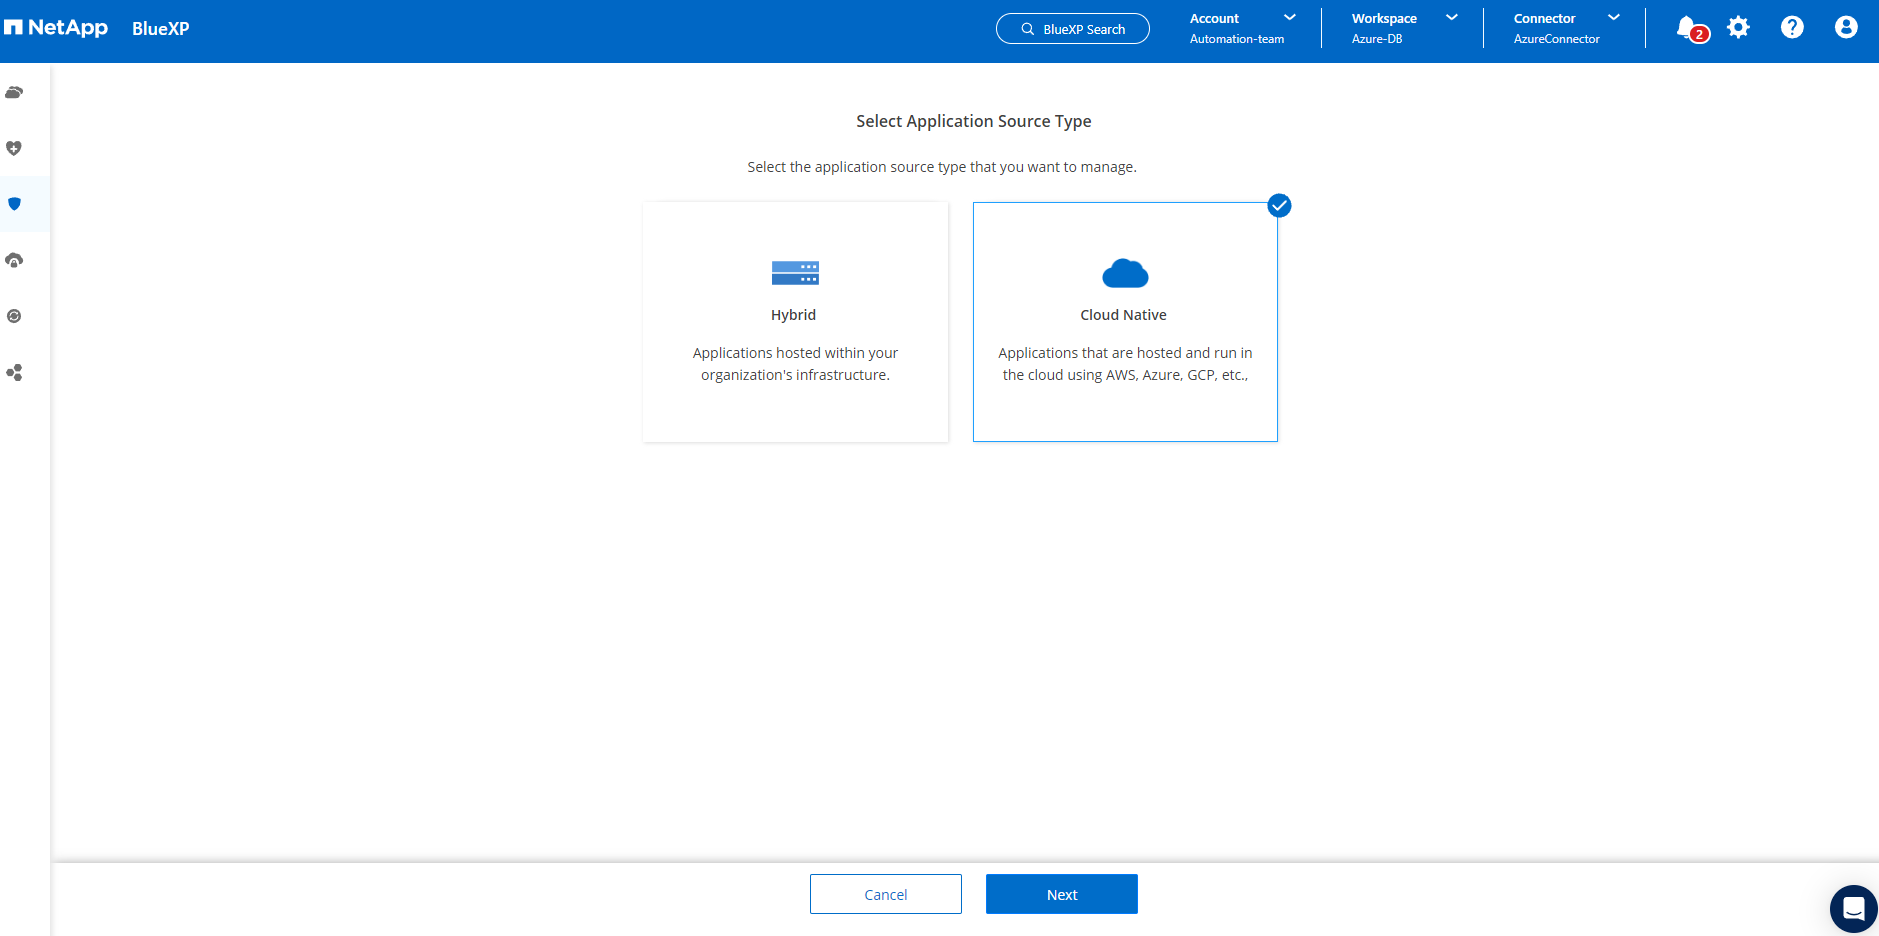 NetApp BlueXP
BlueXP Search
Account
Automation-team
Workspace
Azure-DB
Connector
AzureConnector
2
Select Application Source Type
Select the application source type that you want to manage.
Hybrid
Applications hosted within your
organization's infrastructure.
Cloud Native
Applications that are hosted and run in
the cloud using AWS, Azure, GCP, etc.,
Cancel
Next